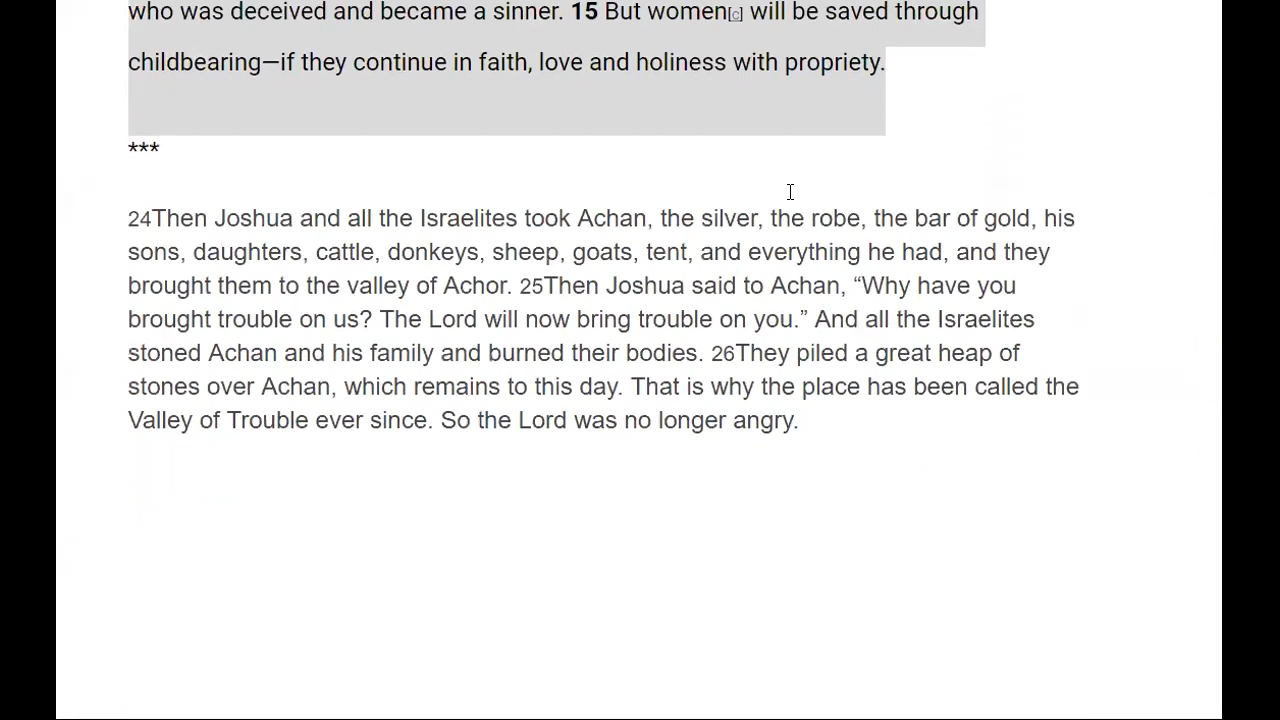 who was deceived and became a sinner. 15 But women[c] will be saved through
childbearing—if they continue in faith, love and holiness with propriety.
***
24Then Joshua and all the Israelites took Achan, the silver, the robe, the bar of gold, his
sons, daughters, cattle, donkeys, sheep, goats, tent, and everything he had, and they
brought them to the valley of Achor. 25Then Joshua said to Achan, “Why have you
brought trouble on us? The Lord will now bring trouble on you.” And all the Israelites
stoned Achan and his family and burned their bodies. 26They piled a great heap of
stones over Achan, which remains to this day. That is why the place has been called the
Valley of Trouble ever since. So the Lord was no longer angry.